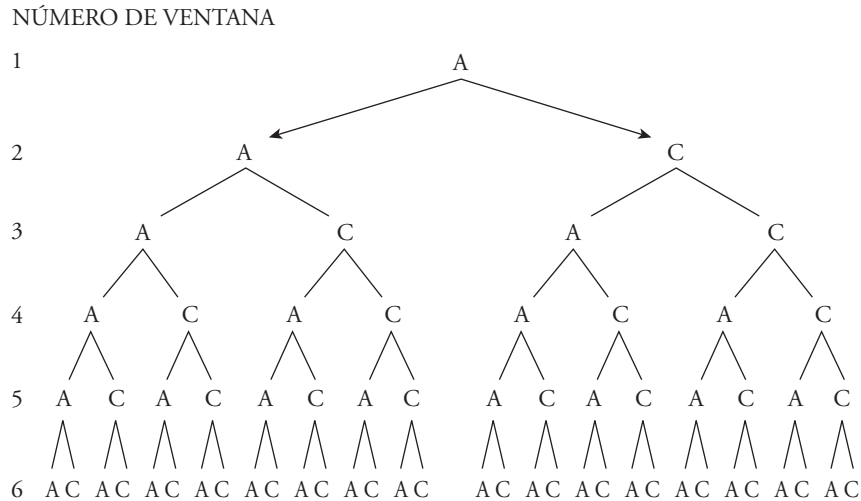 NÚMERO DE VENTANA
1 A
2 A C
3 A C A C
4 A C A C A C A C
5 A C A C A C A C A C A C A C A C
6 A C A C A C A C A C A C A C A C A C A C A C A C A C A C A C A C